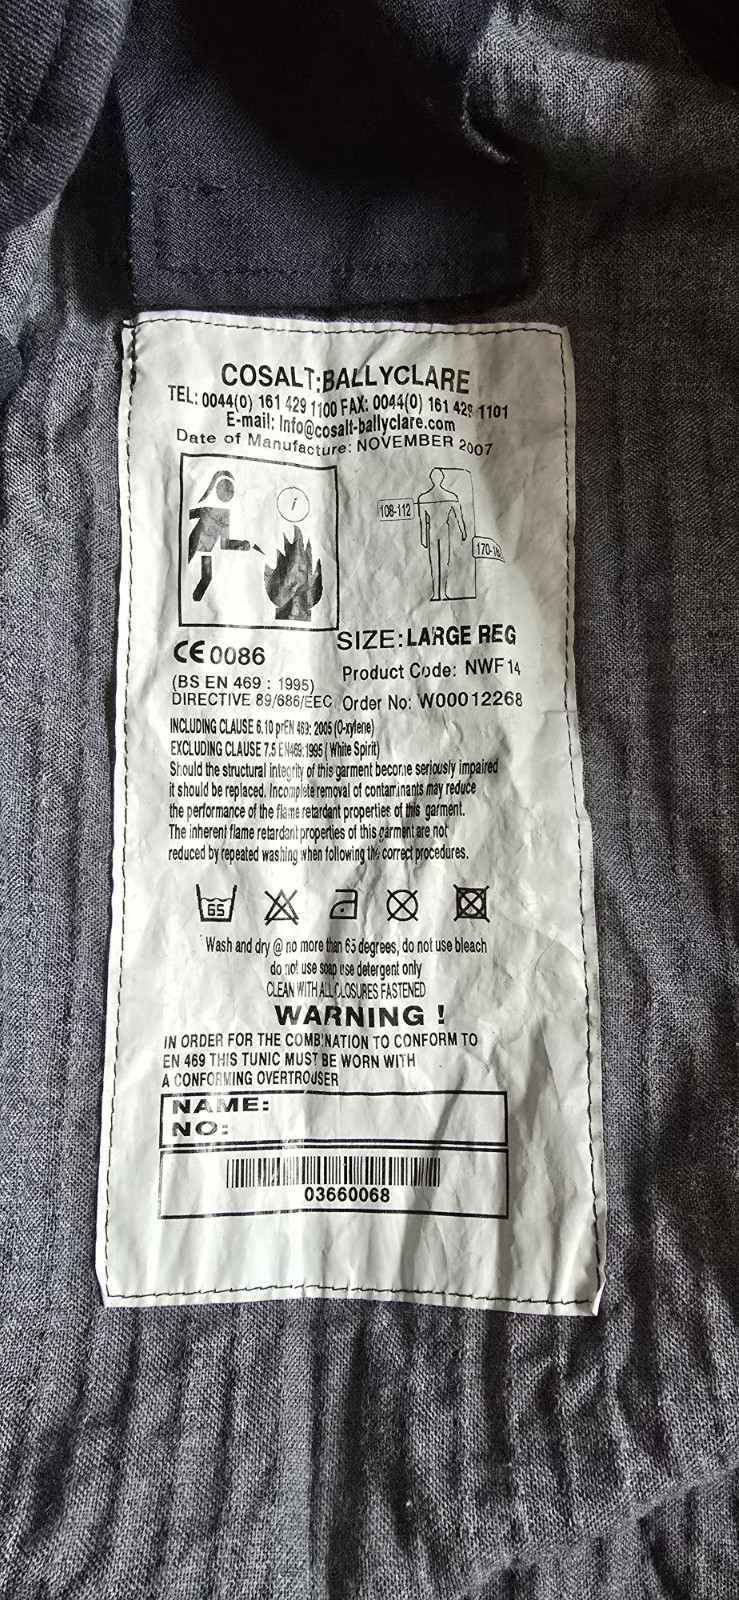 COSALT:BALLYCLARE
TEL: 0044(0) 161 429 1100 FAX: 0044(0) 161 429 1101
E-mail: Info@cosalt-ballyclare.com
Date of Manufacture: NOVEMBER 2007
i
108-112
170-
SIZE: LARGE REG
CE 0086
Product Code: NWF14
(BS EN 469 : 1995)
DIRECTIVE 89/686/EEC
Order No: W00012268
INCLUDING CLAUSE 6.10 prEN 469: 2005 (O-xylene)
EXCLUDING CLAUSE 7.5 EN469:1995 ( White Spirit)
Should the structural integrity of this garment become seriously impaired
it should be replaced. Incomplete removal of contaminants may reduce
the performance of the flame retardant properties of this garment.
The inherent flame retardant properties of this garment are not
reduced by repeated washing when following the correct procedures.
65
Wash and dry @ no more than 65 degrees, do not use bleach
do not use soap use detergent only
CLEAN WITH ALL CLOSURES FASTENED
WARNING !
IN ORDER FOR THE COMBINATION TO CONFORM TO
EN 469 THIS TUNIC MUST BE WORN WITH
A CONFORMING OVERTROUSER
NAME:
NO:
03660068